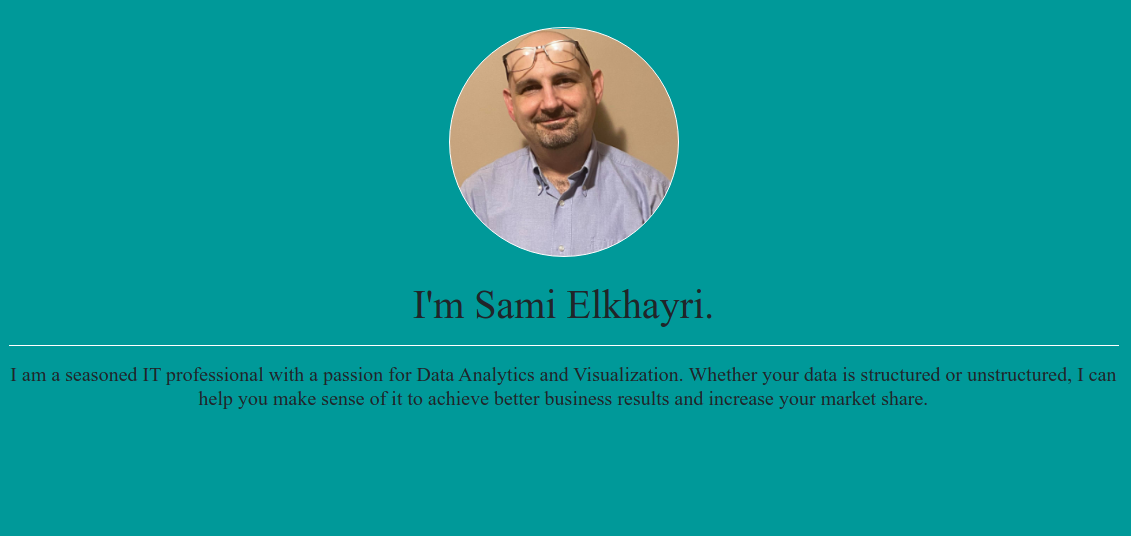 I'm Sami Elkhayri.
I am a seasoned IT professional with a passion for Data Analytics and Visualization. Whether your data is structured or unstructured, I can
help you make sense of it to achieve better business results and increase your market share.